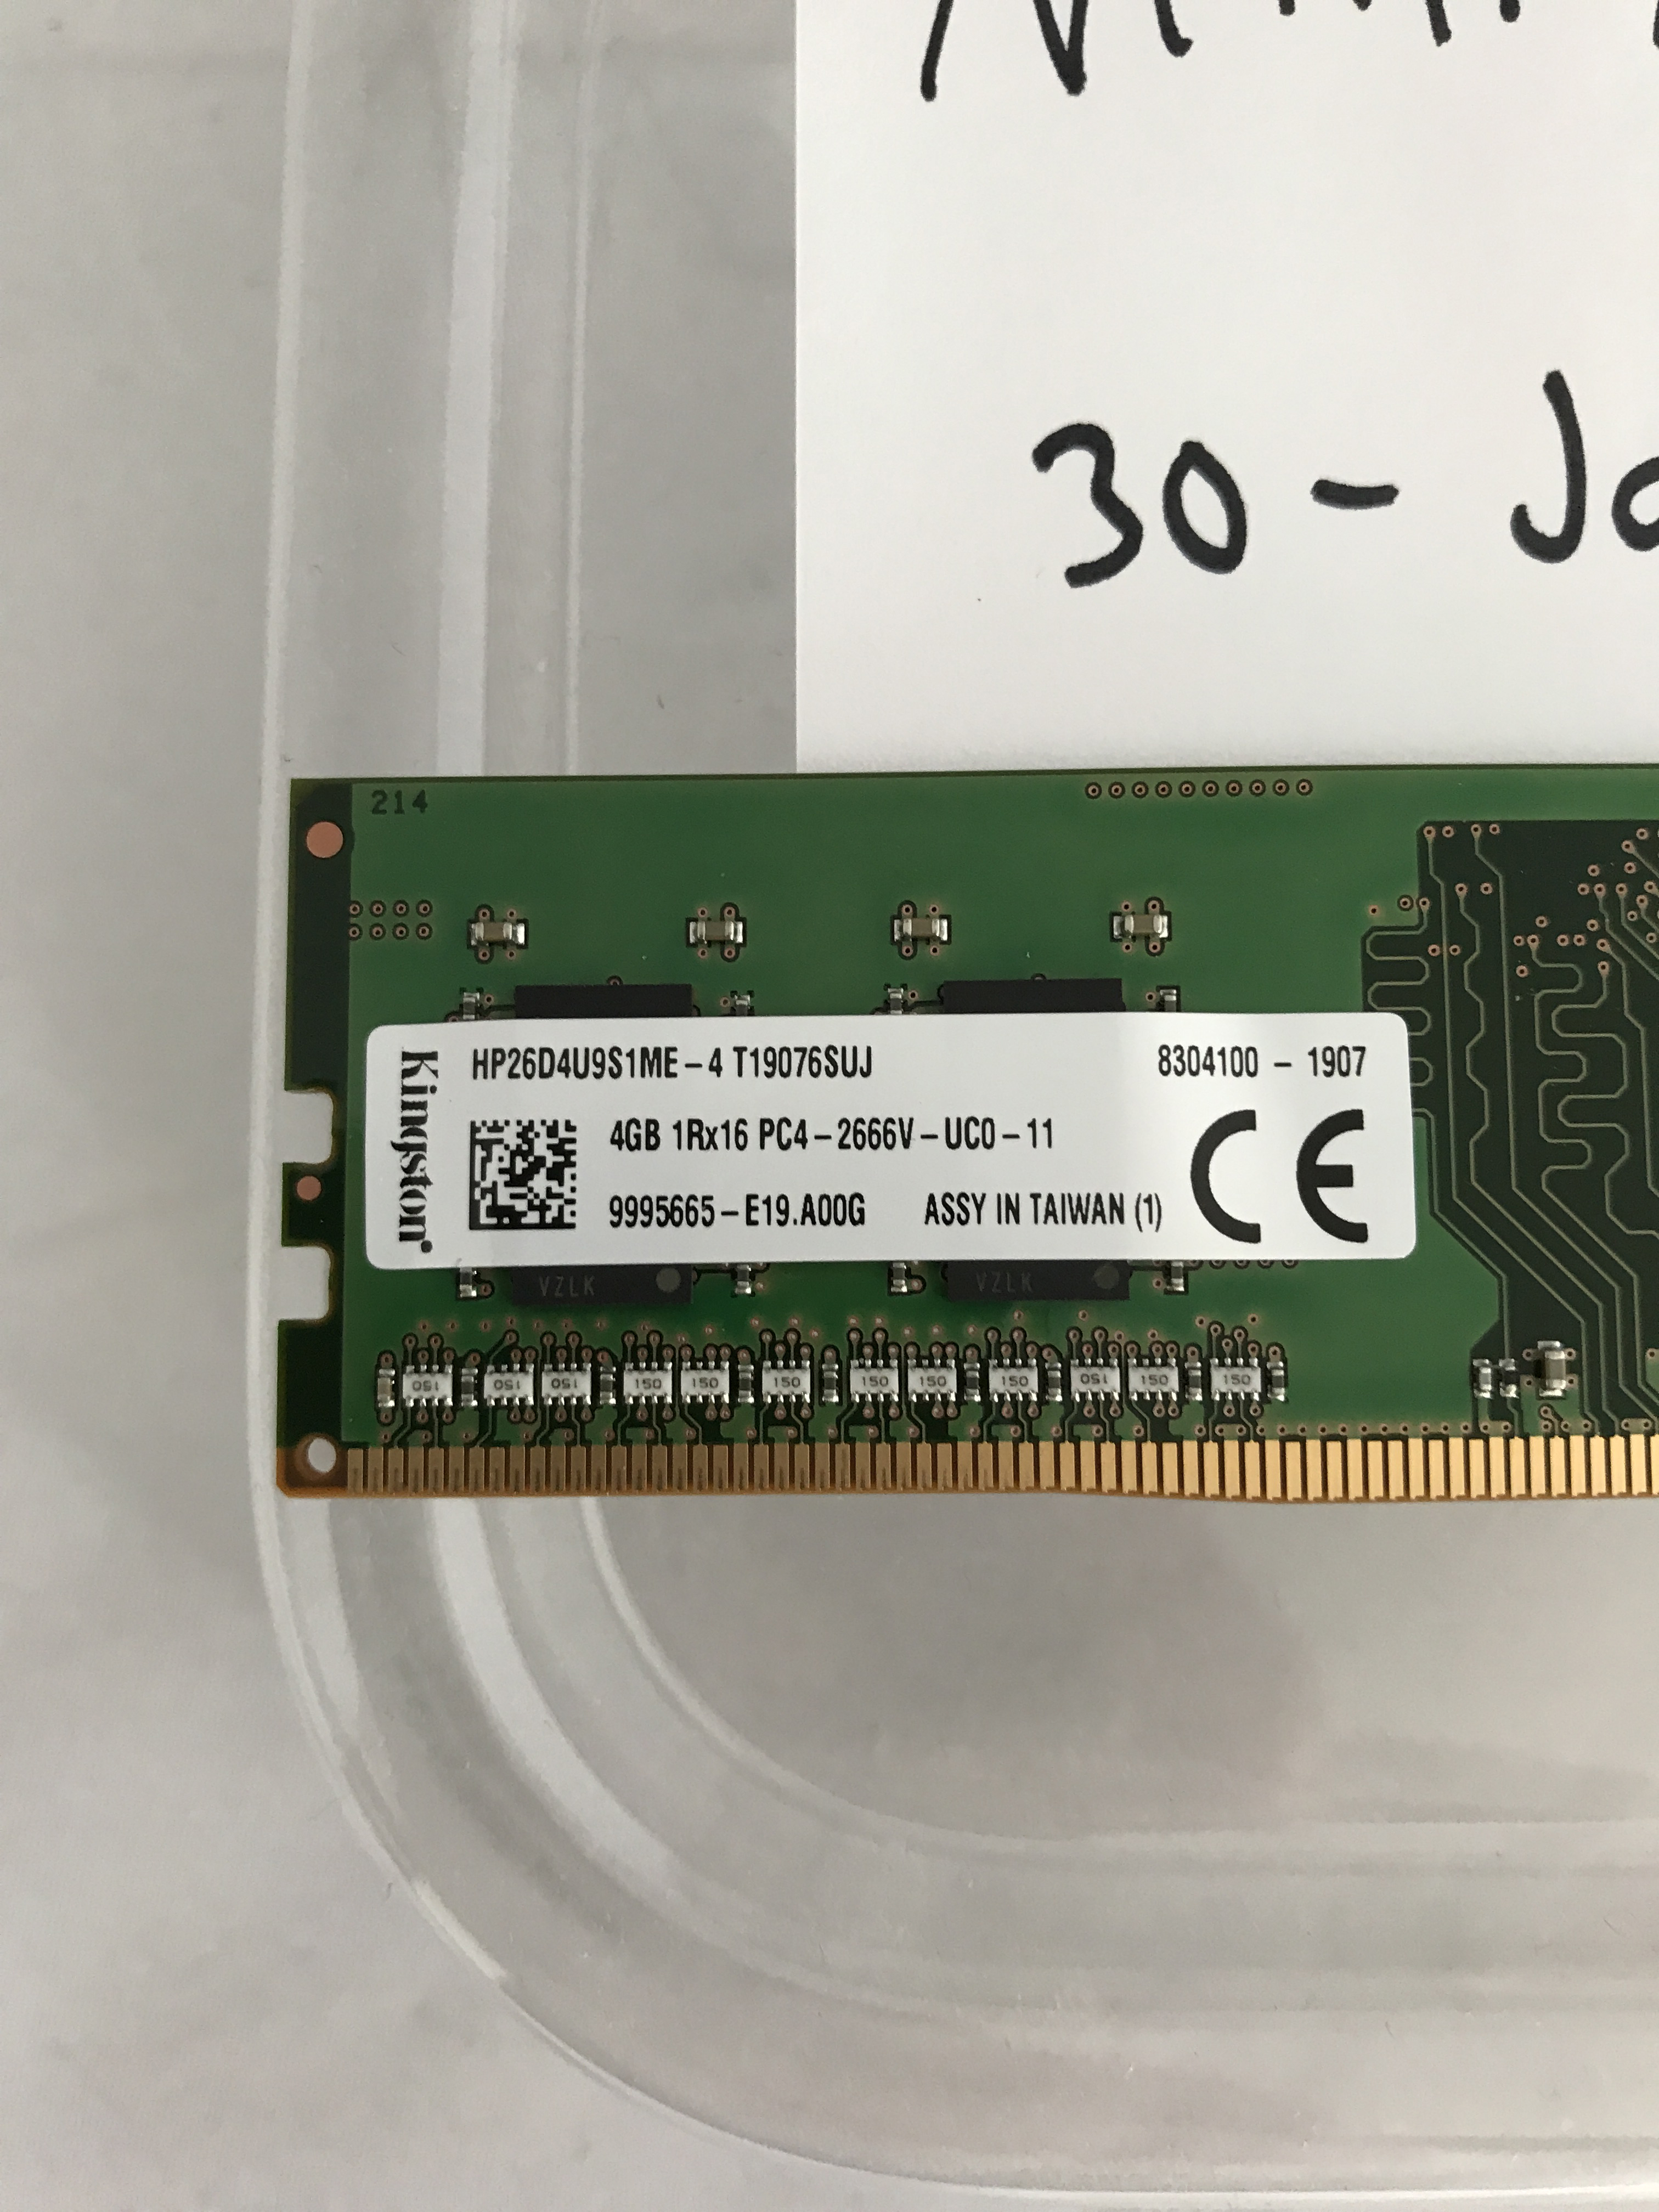 30 -
214
Kingston
HP26D4U9S1ME-4 T19076SUJ
8304100 - 1907
4GB 1Rx16 PC4-2666V-UC0-11
9995665-E19.A00G
ASSY IN TAIWAN (1)
CE
VZLK
VZLK
150 150 150 150 150 150 150 150 150 150 150 150